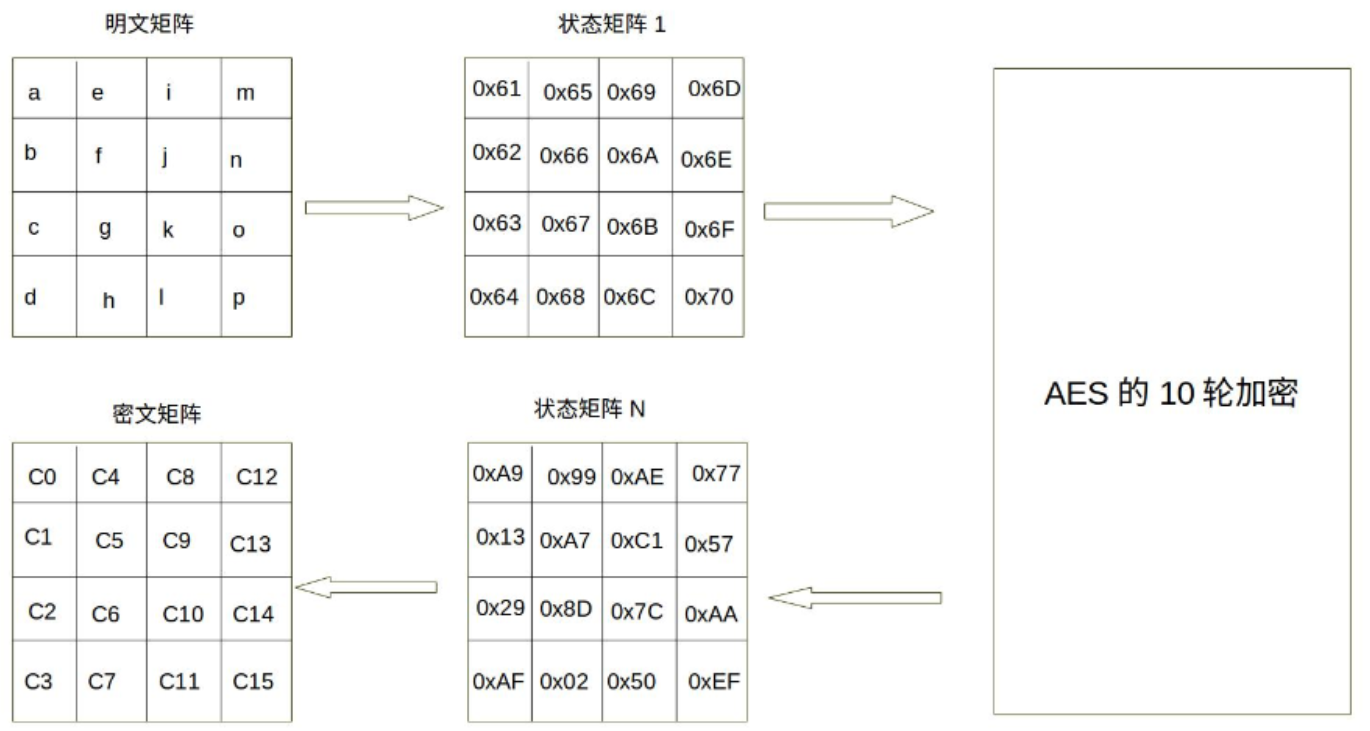 明文矩阵
a e i m
b f j n
c g k o
d h l p
状态矩阵 1
0x61 0x65 0x69 0x6D
0x62 0x66 0x6A 0x6E
0x63 0x67 0x6B 0x6F
0x64 0x68 0x6C 0x70
AES 的 10 轮加密
状态矩阵 N
0xA9 0x99 0xAE 0x77
0x13 0xA7 0xC1 0x57
0x29 0x8D 0x7C 0xAA
0xAF 0x02 0x50 0xEF
密文矩阵
C0 C4 C8 C12
C1 C5 C9 C13
C2 C6 C10 C14
C3 C7 C11 C15